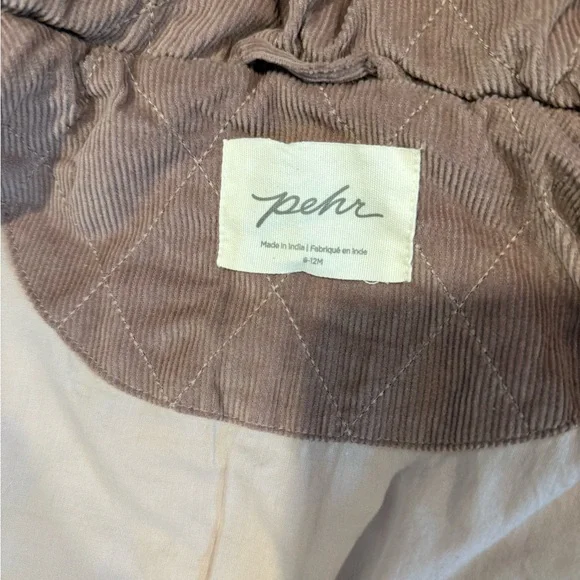 pehr
Made in India | Fabriqué en Inde
6-12M